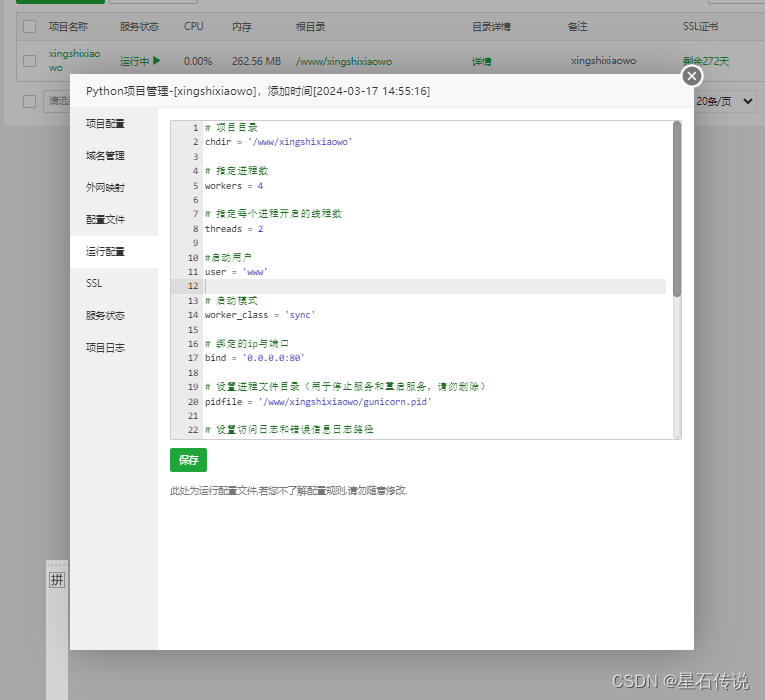 项目名称 服务状态 CPU 内存 根目录 目录详情 备注 SSL证书
xingshixiao
wo
运行中 0.00% 262.56 MB /www/xingshixiaowo 详情 xingshixiaowo 剩余272天
请选
20条/页
Python项目管理-[xingshixiaowo]，添加时间[2024-03-17 14:55:16]
项目配置
域名管理
外网映射
配置文件
运行配置
SSL
服务状态
项目日志
1 # 项目目录
2 chdir = '/www/xingshixiaowo'
3
4 # 指定进程数
5 workers = 4
6
7 # 指定每个进程开启的线程数
8 threads = 2
9
10 #启动用户
11 user = 'www'
12
13 # 启动模式
14 worker_class = 'sync'
15
16 # 绑定的ip与端口
17 bind = '0.0.0.0:80'
18
19 # 设置进程文件目录（用于停止服务和重启服务，请勿删除）
20 pidfile = '/www/xingshixiaowo/gunicorn.pid'
21
22 # 设置访问日志和错误信息日志路径
保存
此处为运行配置文件,若您不了解配置规则,请勿随意修改.
拼
CSDN @星石传说